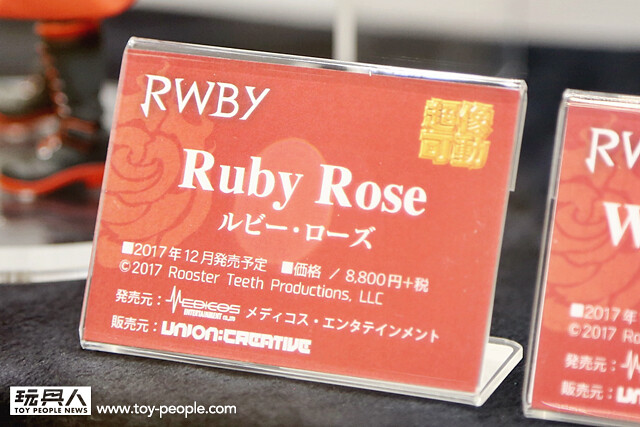 RWBY
超像
可動
Ruby Rose
ルビー・ローズ
■2017年12月発売予定 ■価格 / 8,800円+税
©2017 Rooster Teeth Productions, LLC
発売元: MEDICOS ENTERTAINMENT CO.,LTD メディコス・エンタテインメント
販売元: UNION:CREATIVE
RW
W
■2017年
©2017 R
発売元:
販売元: UN
玩具人
TOY PEOPLE NEWS
www.toy-people.com